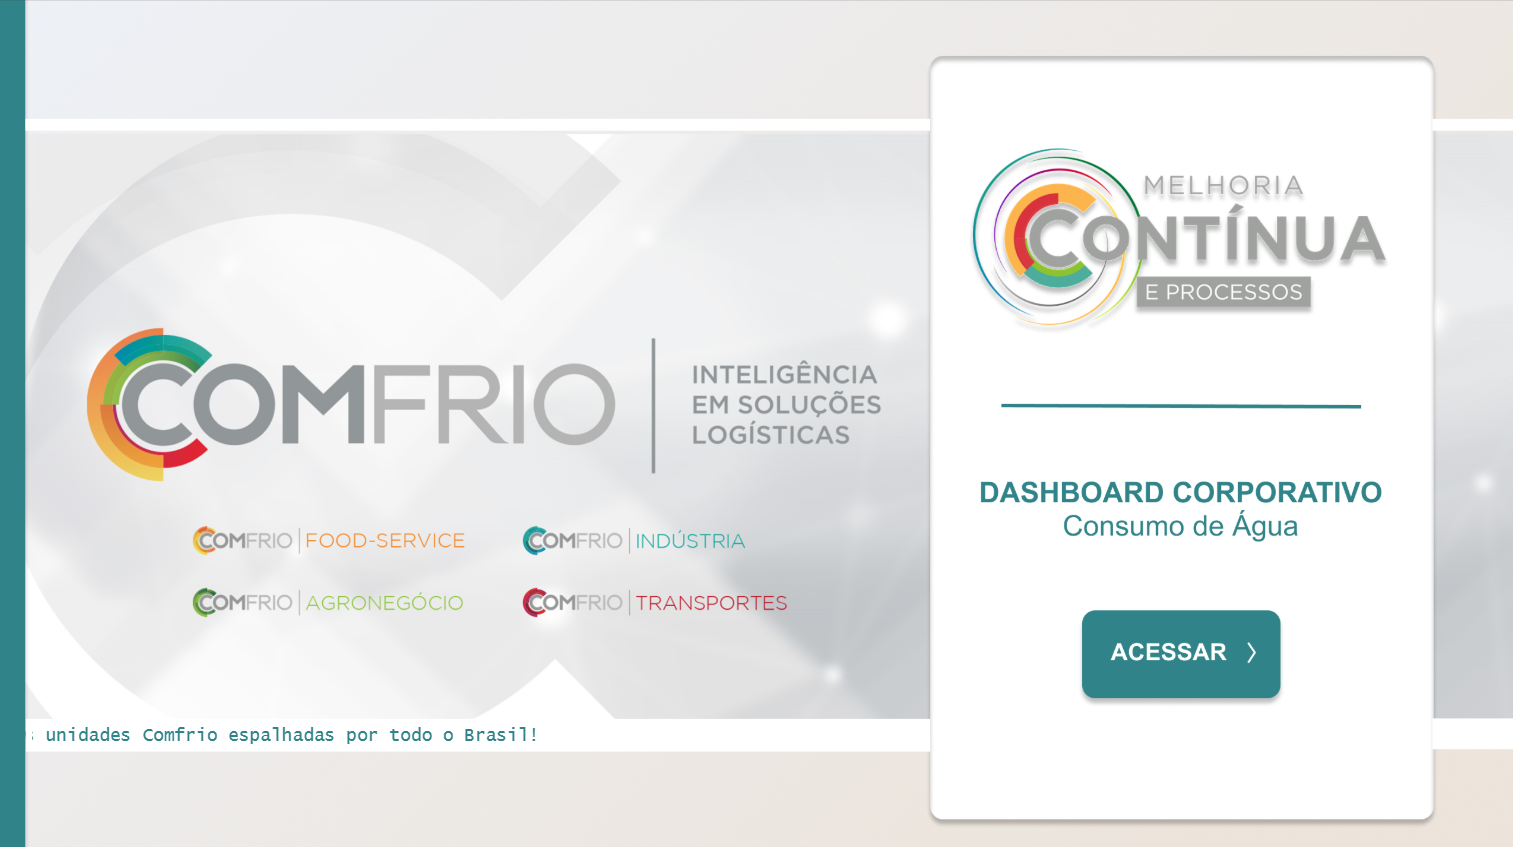 COMFRIO
INTELIGÊNCIA
EM SOLUÇÕES
LOGÍSTICAS
COMFRIO FOOD-SERVICE
COMFRIO INDÚSTRIA
COMFRIO AGRONEGÓCIO
COMFRIO TRANSPORTES
unidades Comfrio espalhadas por todo o Brasil!
MELHORIA
CONTÍNUA
E PROCESSOS
DASHBOARD CORPORATIVO
Consumo de Água
ACESSAR